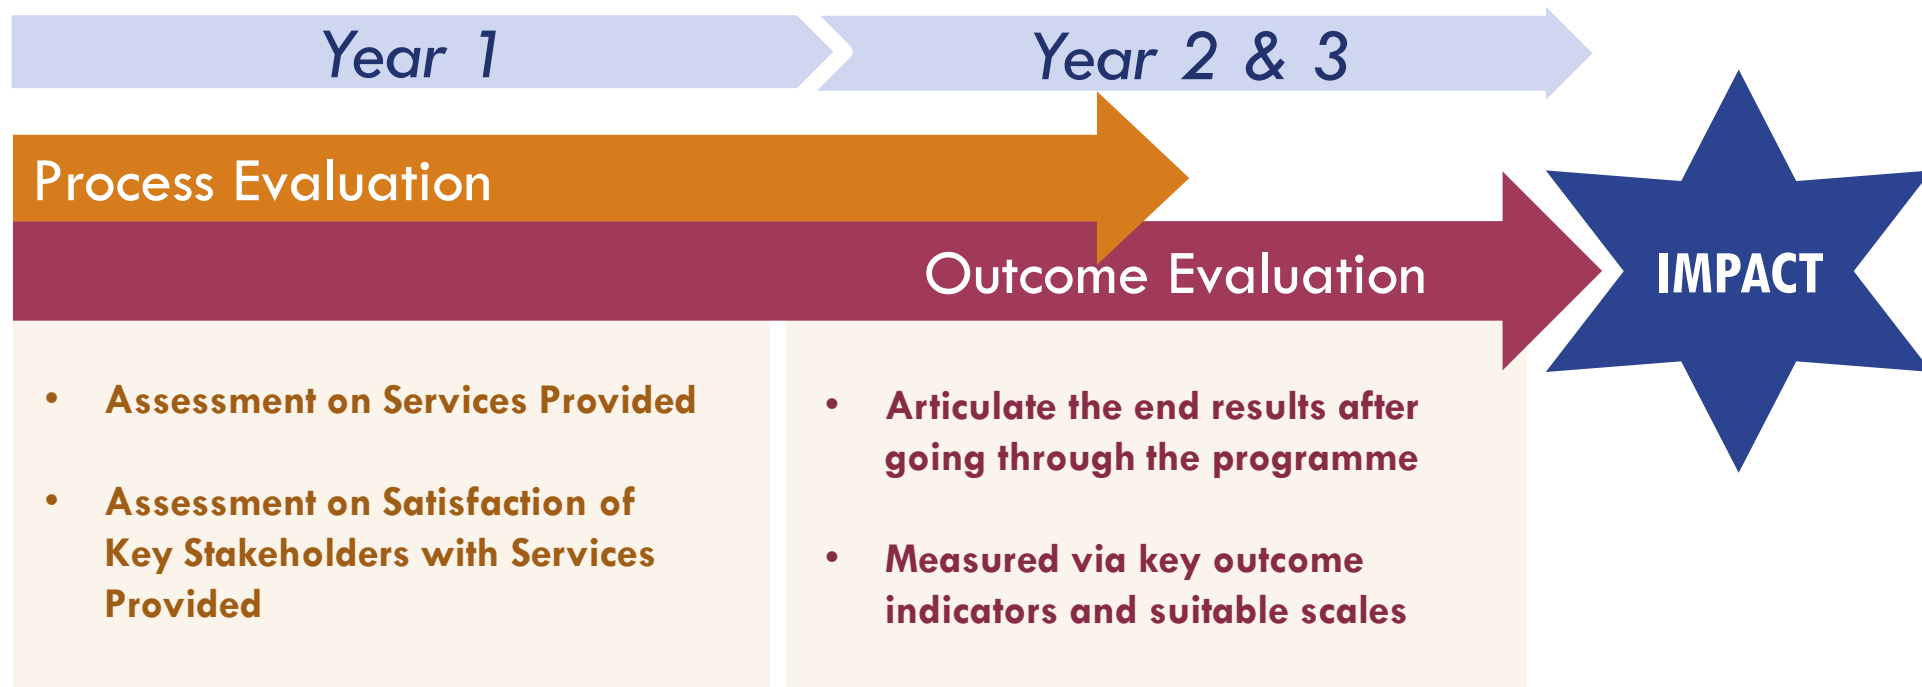 Year 1
Year 2 & 3
Process Evaluation
Outcome Evaluation
IMPACT
• Assessment on Services Provided
• Assessment on Satisfaction of
Key Stakeholders with Services
Provided
• Articulate the end results after
going through the programme
• Measured via key outcome
indicators and suitable scales